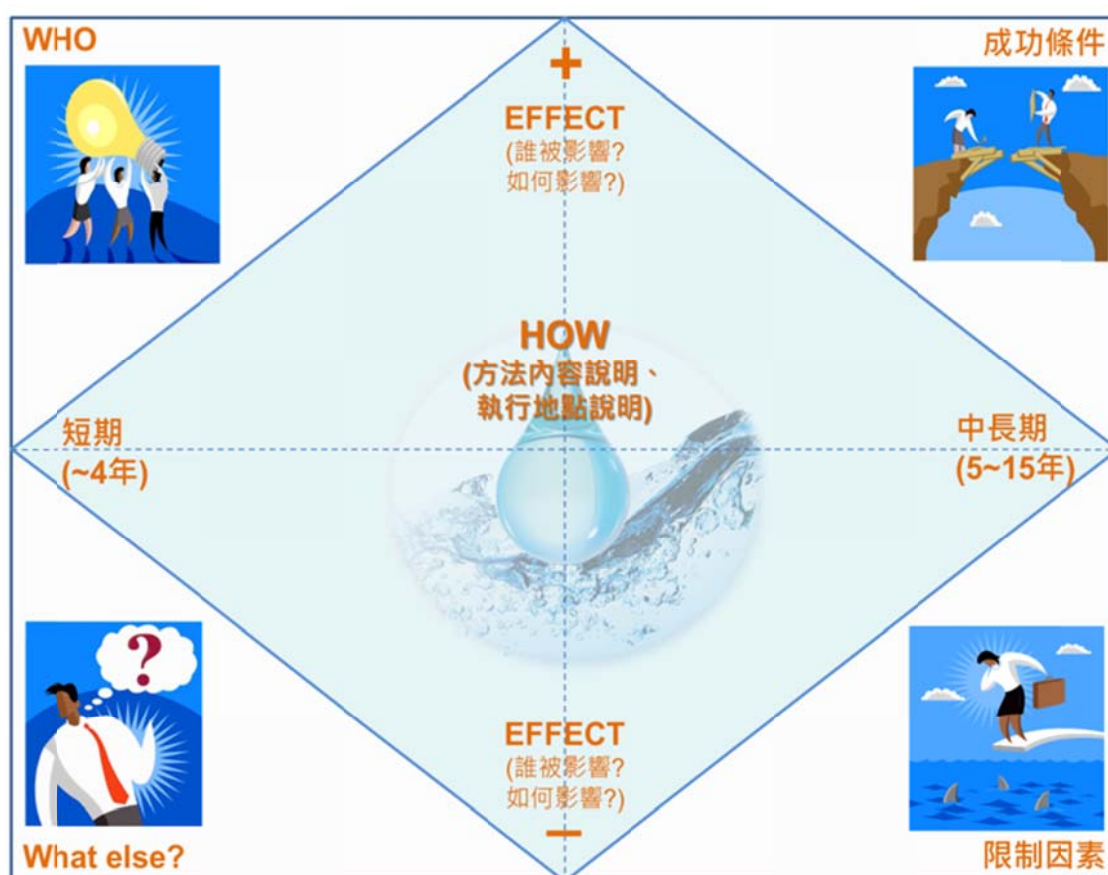 WHO
成功條件
+
EFFECT
(誰被影響?
如何影響?)
HOW
(方法內容說明、
執行地點說明)
短期
(~4年)
中長期
(5~15年)
?
EFFECT
(誰被影響?
如何影響?)
−
What else?
限制因素